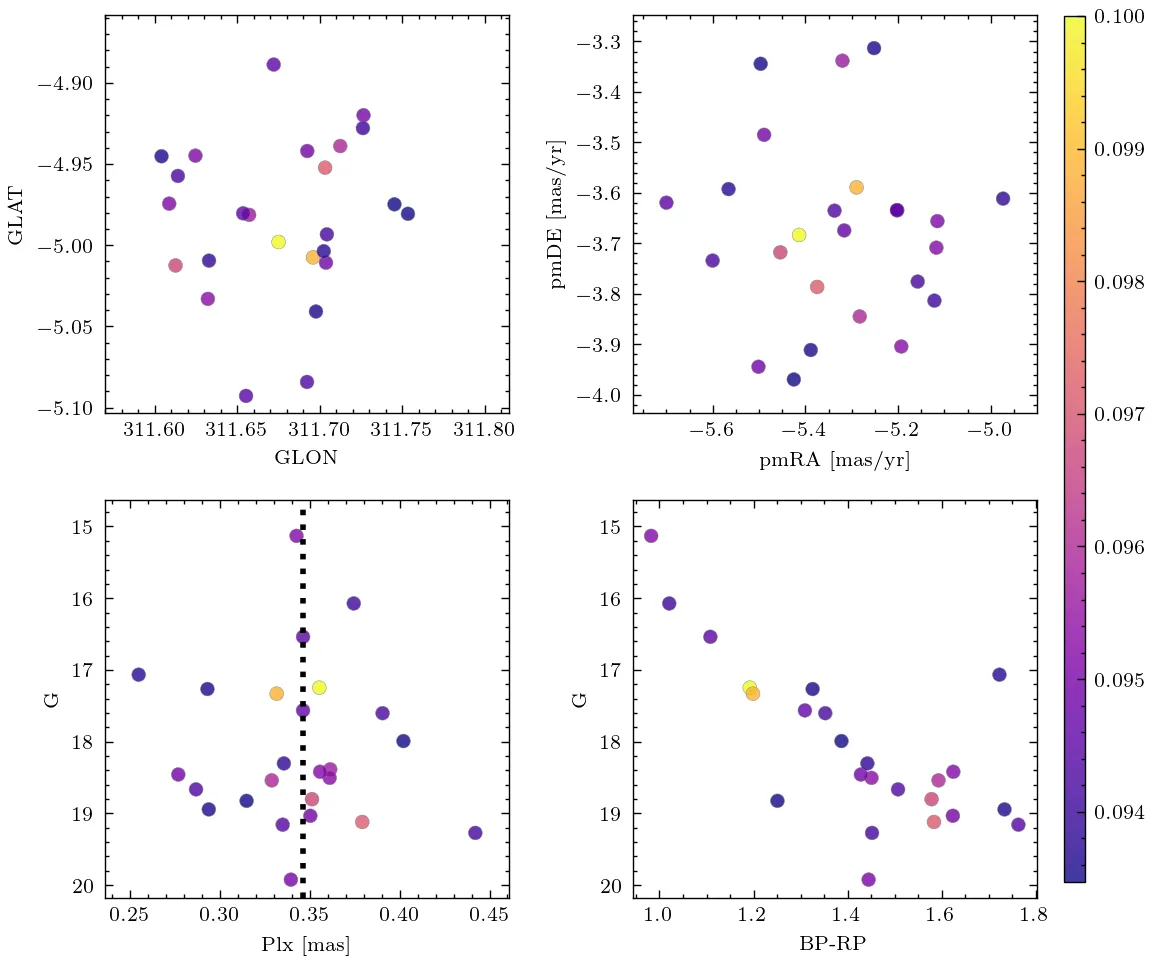 −4.90
−4.95
−5.00
−5.05
−5.10
GLAT
311.60 311.65 311.70 311.75 311.80
GLON
−3.3
−3.4
−3.5
−3.6
−3.7
−3.8
−3.9
−4.0
pmDE [mas/yr]
−5.6 −5.4 −5.2 −5.0
pmRA [mas/yr]
15
16
17
18
19
20
G
0.25 0.30 0.35 0.40 0.45
Plx [mas]
15
16
17
18
19
20
G
1.0 1.2 1.4 1.6 1.8
BP-RP
0.100
0.099
0.098
0.097
0.096
0.095
0.094